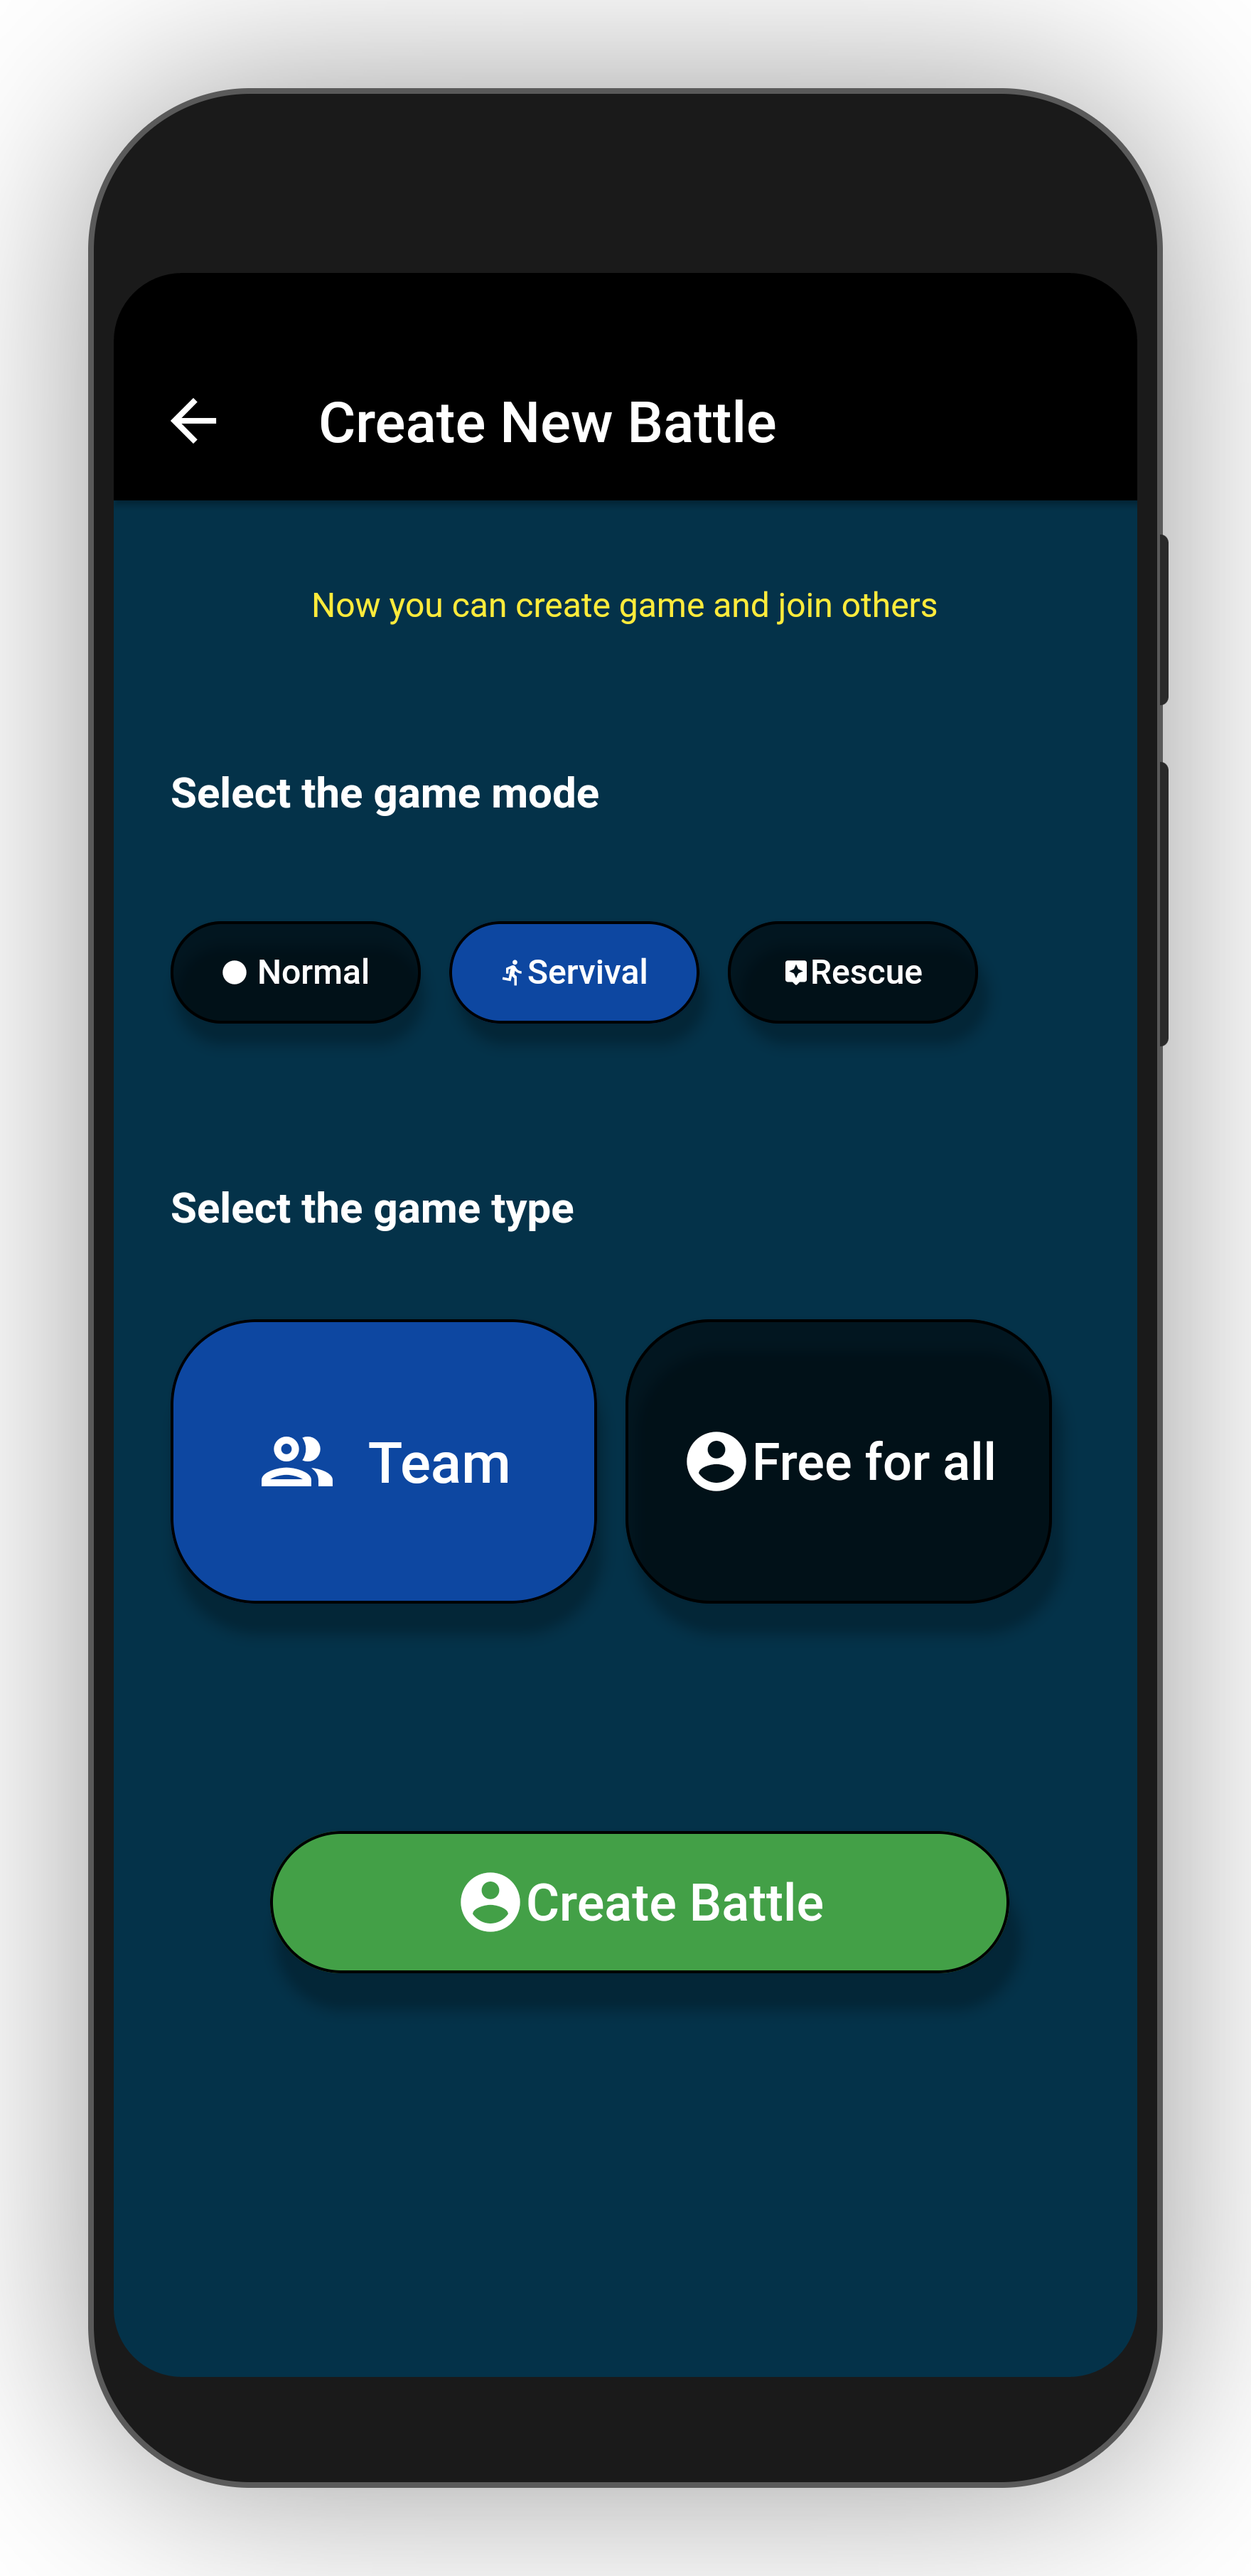 Create New Battle
Now you can create game and join others
Select the game mode
Normal Servival Rescue
Select the game type
Team Free for all
Create Battle